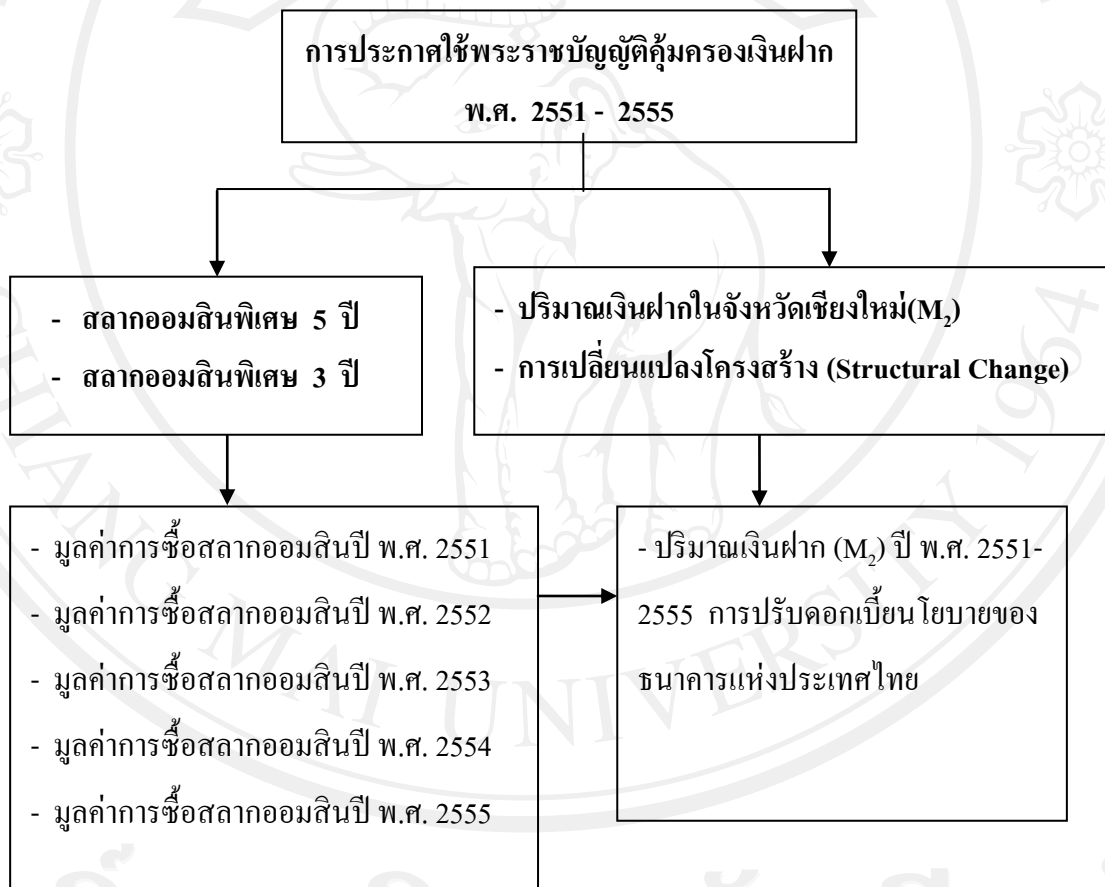 การประกาศใช้พระราชบัญญัติคุ้มครองเงินฝาก
พ.ศ. 2551 - 2555
- สลากออมสินพิเศษ 5 ปี
- สลากออมสินพิเศษ 3 ปี
- ปริมาณเงินฝากในจังหวัดเชียงใหม่(M₂)
- การเปลี่ยนแปลงโครงสร้าง (Structural Change)
- มูลค่าการซื้อสลากออมสินปี พ.ศ. 2551
- มูลค่าการซื้อสลากออมสินปี พ.ศ. 2552
- มูลค่าการซื้อสลากออมสินปี พ.ศ. 2553
- มูลค่าการซื้อสลากออมสินปี พ.ศ. 2554
- มูลค่าการซื้อสลากออมสินปี พ.ศ. 2555
- ปริมาณเงินฝาก (M₂) ปี พ.ศ. 2551-
2555 การปรับดอกเบี้ยนโยบายของ
ธนาคารแห่งประเทศไทย
CHIANG MAI UNIVERSITY 1964